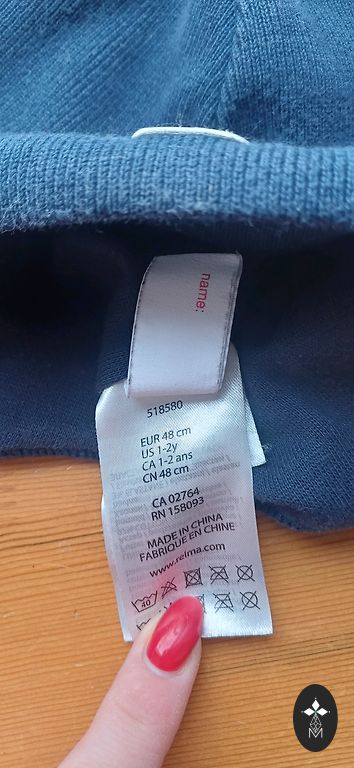 name:
518580
EUR 48 cm
US 1-2y
CA 1-2 ans
CN 48 cm
CA 02764
RN 158093
MADE IN CHINA
FABRIQUE EN CHINE
www.reima.com
40
M